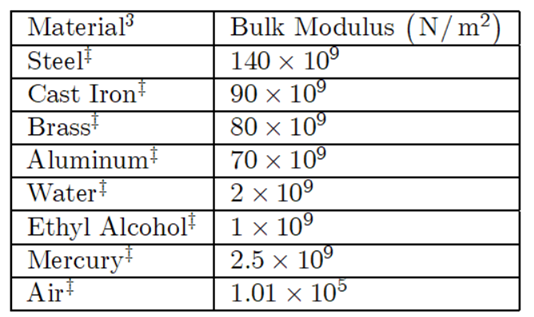 Material³ Bulk Modulus (N/ m²)
Steel‡ 140 × 10⁹
Cast Iron‡ 90 × 10⁹
Brass‡ 80 × 10⁹
Aluminum‡ 70 × 10⁹
Water‡ 2 × 10⁹
Ethyl Alcohol‡ 1 × 10⁹
Mercury‡ 2.5 × 10⁹
Air‡ 1.01 × 10⁵